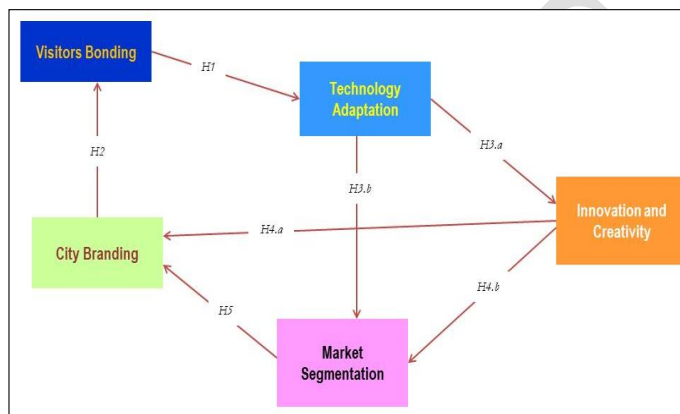 Visitors Bonding
H1
Technology
Adaptation
H2
H3.a
H3.b
Innovation and
Creativity
H4.a
City Branding
H4.b
H5
Market
Segmentation